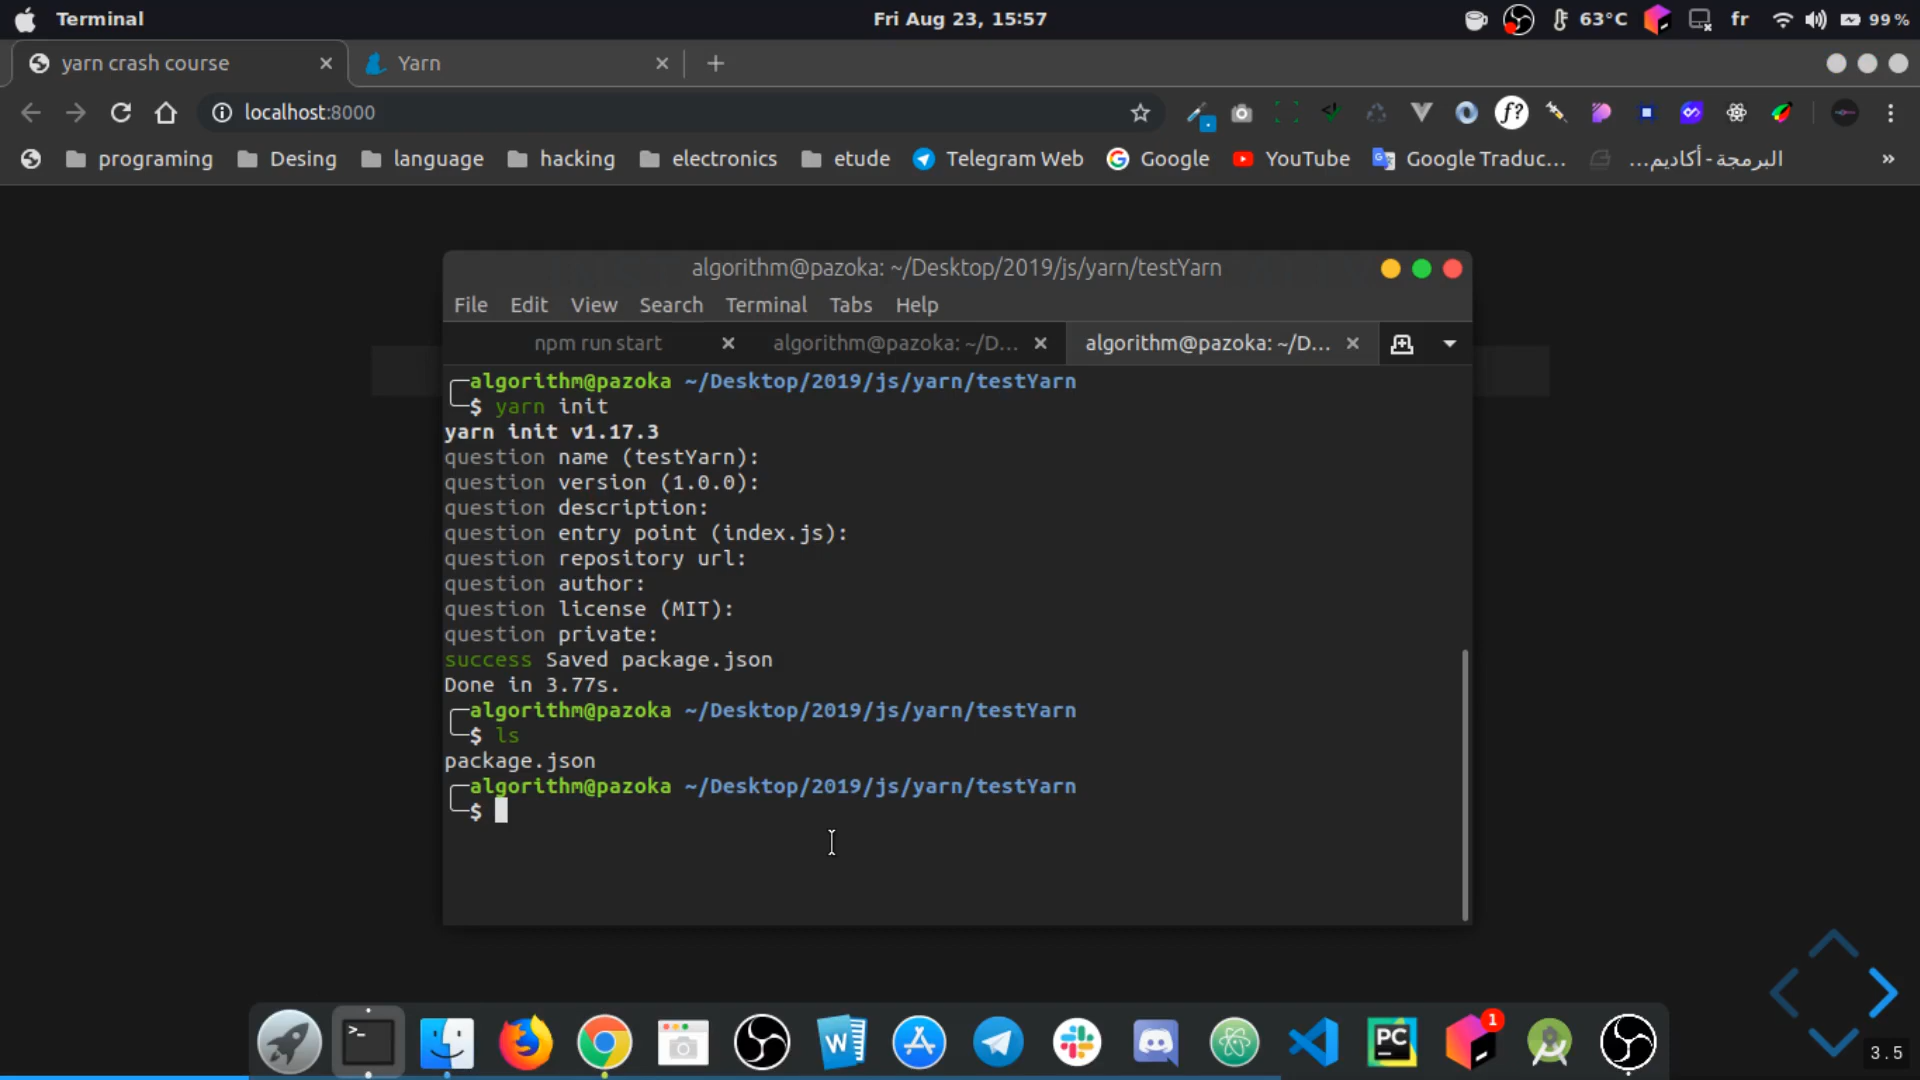 Terminal
Fri Aug 23, 15:57
63°C fr 99%
yarn crash course
Yarn
localhost:8000
f?
programing Desing language hacking electronics etude Telegram Web Google YouTube Google Traduc... البرمجة - أكاديم... »
algorithm@pazoka: ~/Desktop/2019/js/yarn/testYarn
File Edit View Search Terminal Tabs Help
npm run start algorithm@pazoka: ~/D... algorithm@pazoka: ~/D...
algorithm@pazoka ~/Desktop/2019/js/yarn/testYarn
$ yarn init
yarn init v1.17.3
question name (testYarn):
question version (1.0.0):
question description:
question entry point (index.js):
question repository url:
question author:
question license (MIT):
question private:
success Saved package.json
Done in 3.77s.
algorithm@pazoka ~/Desktop/2019/js/yarn/testYarn
$ ls
package.json
algorithm@pazoka ~/Desktop/2019/js/yarn/testYarn
$
>_
W
PC
1
3.5